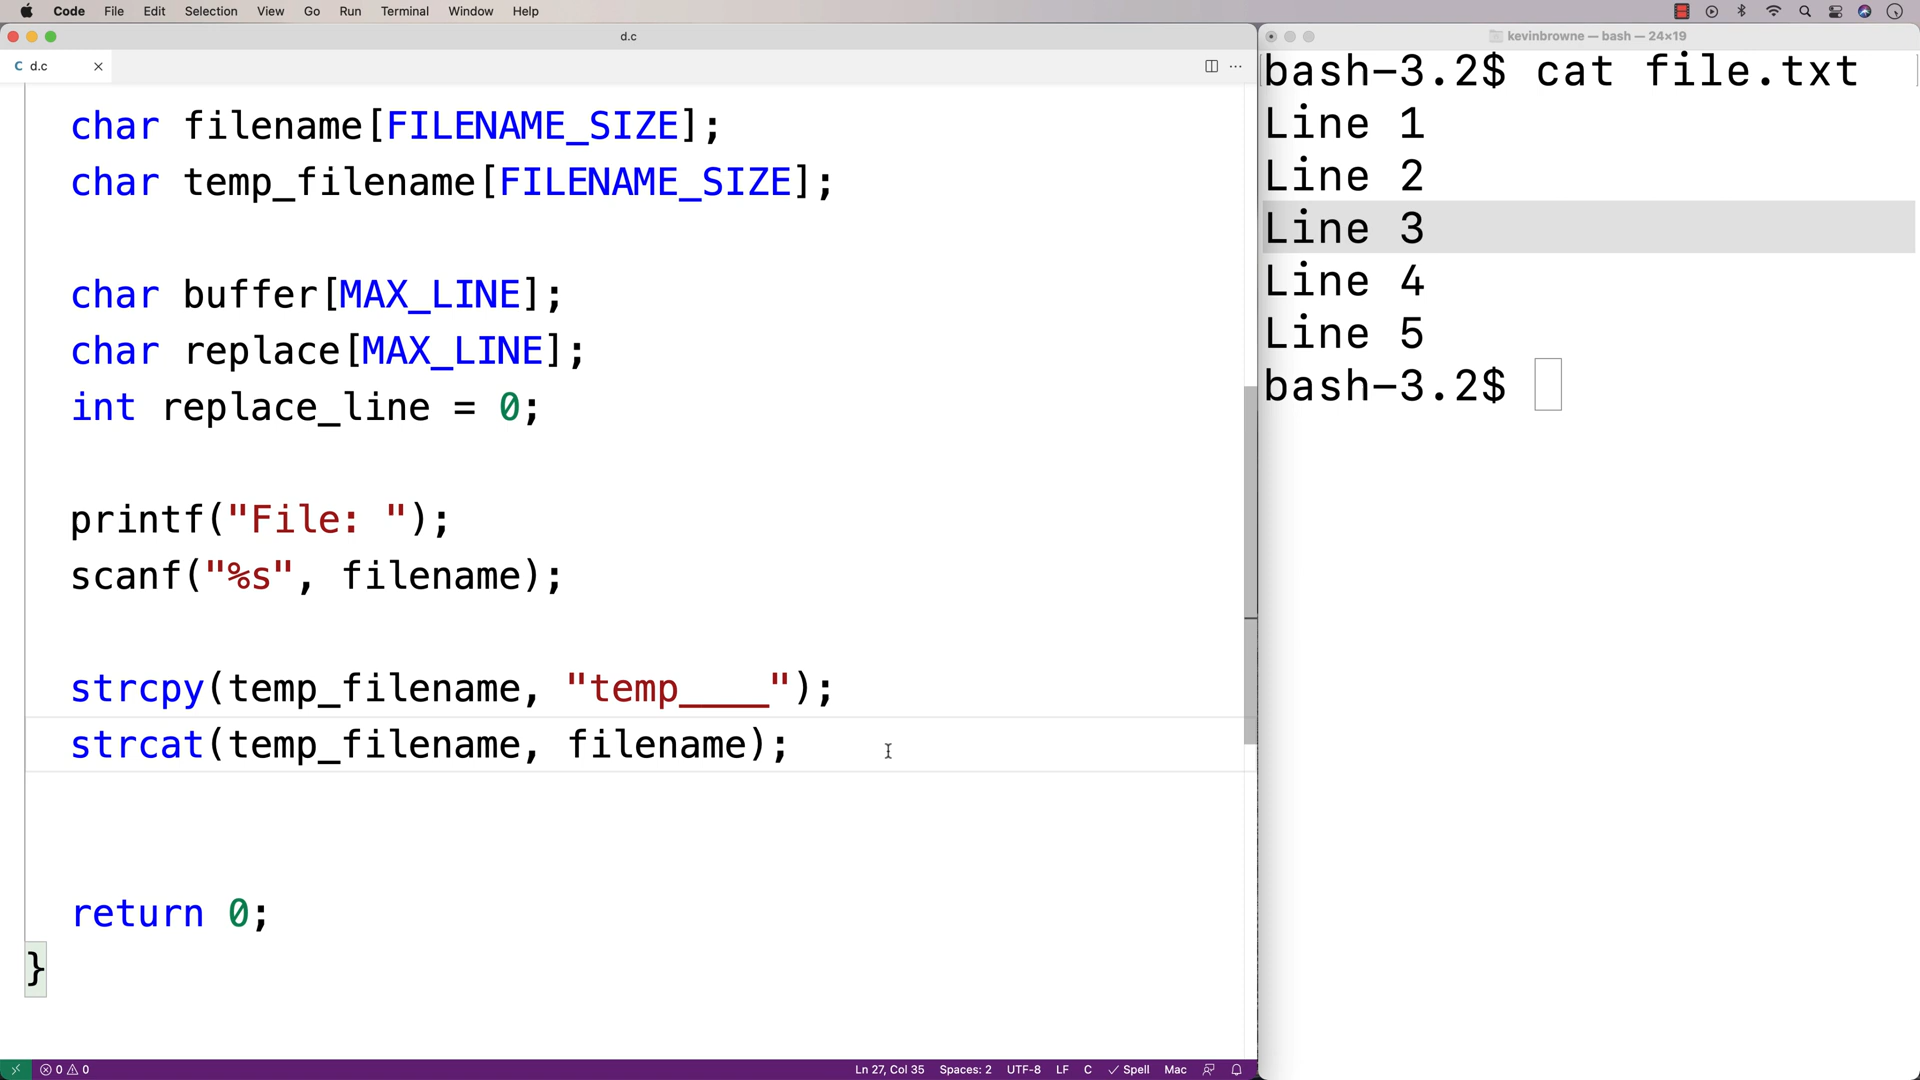 Code File Edit Selection View Go Run Terminal Window Help
d.c
C d.c
char filename[FILENAME_SIZE];
char temp_filename[FILENAME_SIZE];
char buffer[MAX_LINE];
char replace[MAX_LINE];
int replace_line = 0;
printf("File: ");
scanf("%s", filename);
strcpy(temp_filename, "temp____");
strcat(temp_filename, filename);
return 0;
}
0 0
Ln 27, Col 35 Spaces: 2 UTF-8 LF C Spell Mac
kevinbrowne — bash — 24×19
bash-3.2$ cat file.txt
Line 1
Line 2
Line 3
Line 4
Line 5
bash-3.2$